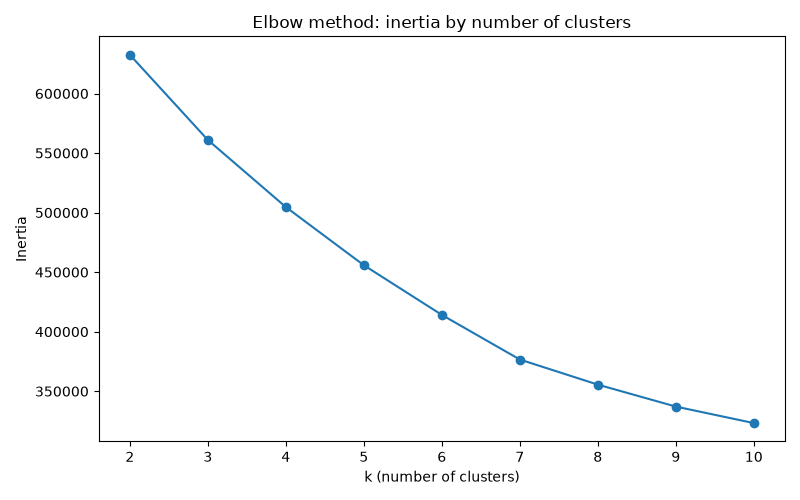 Elbow method: inertia by number of clusters
600000
550000
500000
450000
400000
350000
Inertia
2 3 4 5 6 7 8 9 10
k (number of clusters)